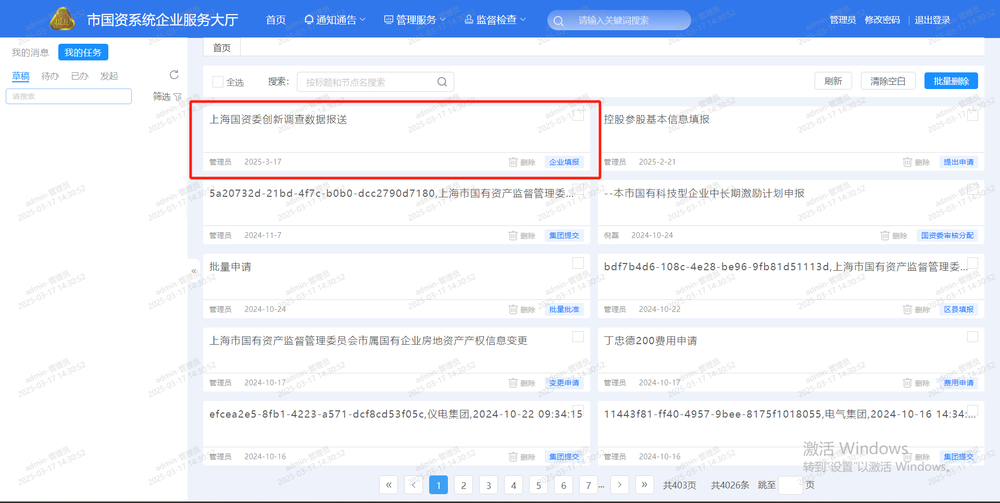 市国资系统企业服务大厅 首页 通知通告 管理服务 监督检查 请输入关键词搜索 管理员 修改密码 退出登录
我的消息 我的任务
草稿 待办 已办 发起
请搜索 筛选
首页
全选 搜索: 按标题和节点名搜索 刷新 清除空白 批量删除
上海国资委创新调查数据报送
管理员 2025-3-17 删除 企业填报
控股参股基本信息填报
管理员 2025-2-21 删除 提出申请
5a20732d-21bd-4f7c-b0b0-dcc2790d7180,上海市国有资产监督管理委...
管理员 2024-11-7 删除 集团提交
--本市国有科技型企业中长期激励计划申报
倪磊 2024-10-24 删除 国资委审核分配
«
批量申请
管理员 2024-10-24 删除 批量批准
bdf7b4d6-108c-4e28-be96-9fb81d51113d,上海市国有资产监督管理委...
管理员 2024-10-22 删除 区县填报
上海市国有资产监督管理委员会市属国有企业房地资产产权信息变更
管理员 2024-10-17 删除 变更申请
丁忠德200费用申请
管理员 2024-10-17 删除 费用申请
efcea2e5-8fb1-4223-a571-dcf8cd53f05c,仪电集团,2024-10-22 09:34:15
管理员 2024-10-16 删除 集团提交
11443f81-ff40-4957-9bee-8175f1018055,电气集团,2024-10-16 14:34:...
管理员 2024-10-16 删除 集团提交
« < 1 2 3 4 5 6 7 ... > » 共403页 共4026条 跳至 页
激活 Windows
转到"设置"以激活 Windows。
admin-管理员
2025-03-17 14:30:52